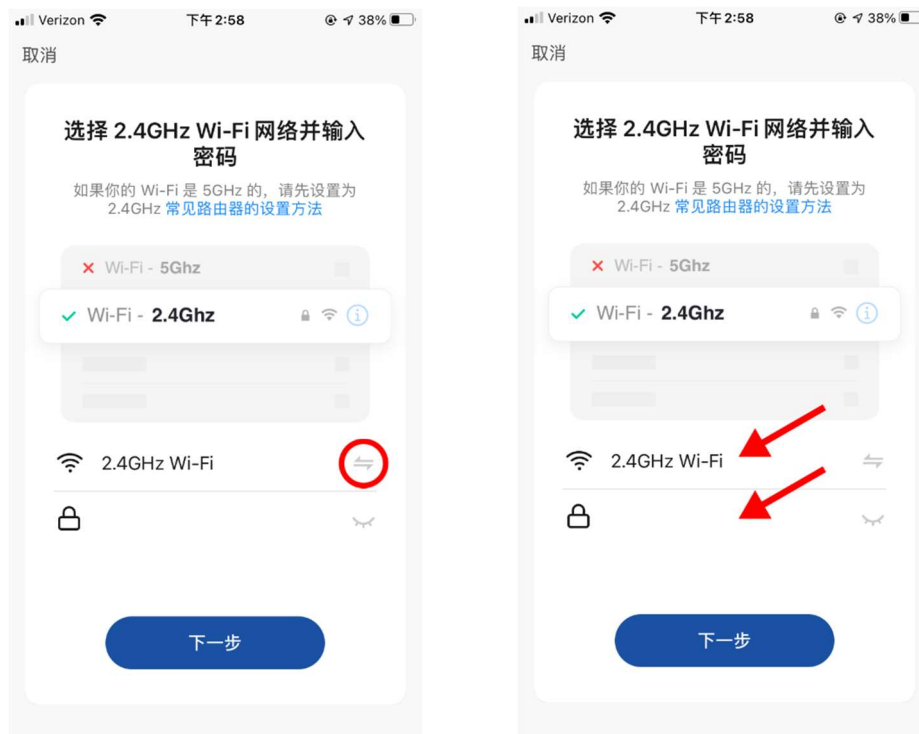 Verizon 下午2:58 38%
取消
选择 2.4GHz Wi-Fi 网络并输入
密码
如果你的 Wi-Fi 是 5GHz 的，请先设置为
2.4GHz 常见路由器的设置方法
Wi-Fi - 5Ghz
Wi-Fi - 2.4Ghz
2.4GHz Wi-Fi
下一步
Verizon 下午2:58 38%
取消
选择 2.4GHz Wi-Fi 网络并输入
密码
如果你的 Wi-Fi 是 5GHz 的，请先设置为
2.4GHz 常见路由器的设置方法
Wi-Fi - 5Ghz
Wi-Fi - 2.4Ghz
2.4GHz Wi-Fi
下一步